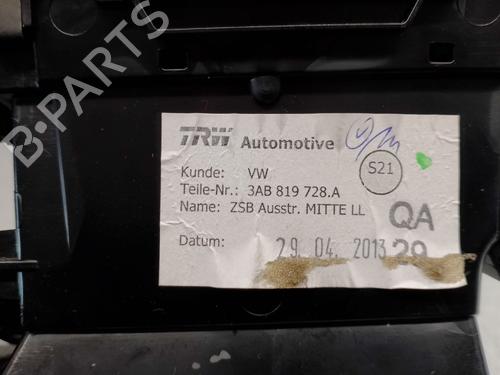 B-PARTS
TRW Automotive
S21
Kunde: VW
Teile-Nr.: 3AB 819 728.A
Name: ZSB Ausstr. MITTE LL
QA
Datum: 29. 04. 2013 29